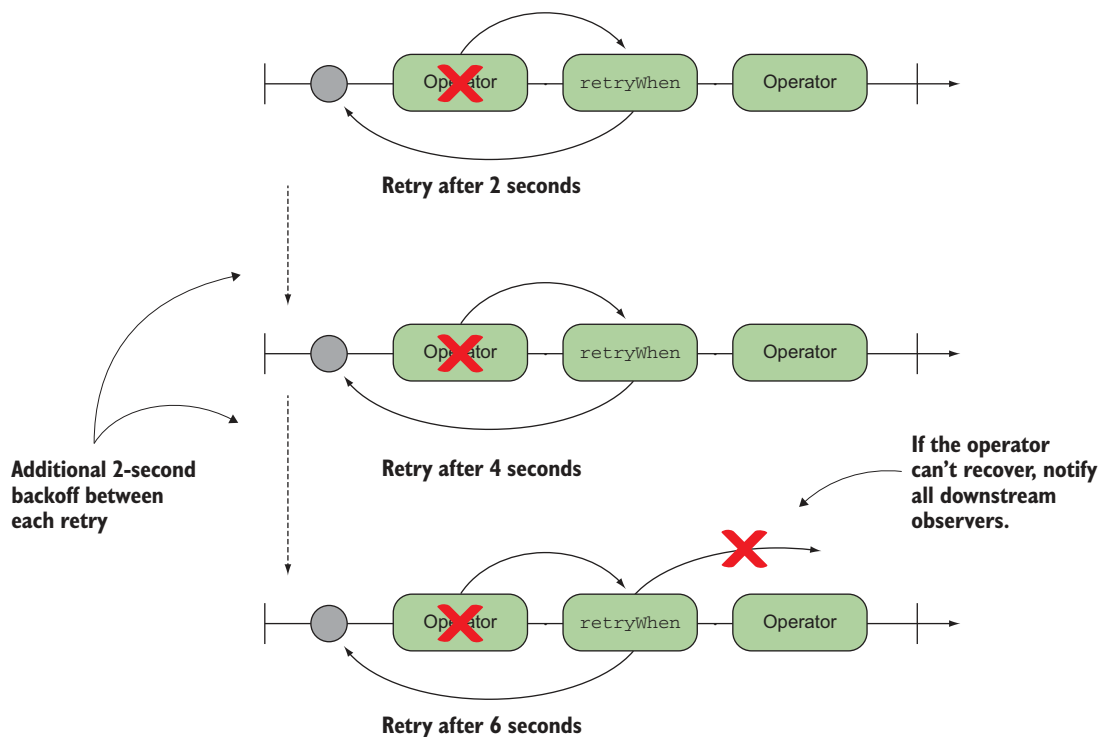 Operator
retryWhen
Operator
Retry after 2 seconds
Operator
retryWhen
Operator
Retry after 4 seconds
Additional 2-second
backoff between
each retry
If the operator
can't recover, notify
all downstream
observers.
Operator
retryWhen
Operator
Retry after 6 seconds